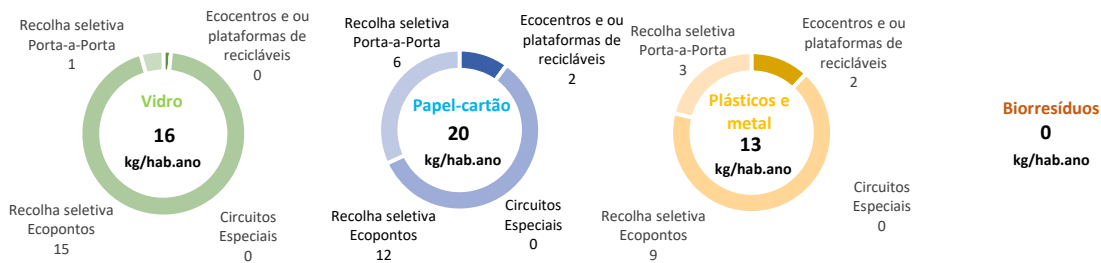 Recolha seletiva
Porta-a-Porta
1
Ecocentros e ou
plataformas de
recicláveis
0
Vidro
16
kg/hab.ano
Recolha seletiva
Ecopontos
15
Circuitos
Especiais
0
Recolha seletiva
Porta-a-Porta
6
Ecocentros e ou
plataformas de
recicláveis
2
Papel-cartão
20
kg/hab.ano
Recolha seletiva
Ecopontos
12
Circuitos
Especiais
0
Recolha seletiva
Porta-a-Porta
3
Ecocentros e ou
plataformas de
recicláveis
2
Plásticos e
metal
13
kg/hab.ano
Recolha seletiva
Ecopontos
9
Circuitos
Especiais
0
Biorresíduos
0
kg/hab.ano